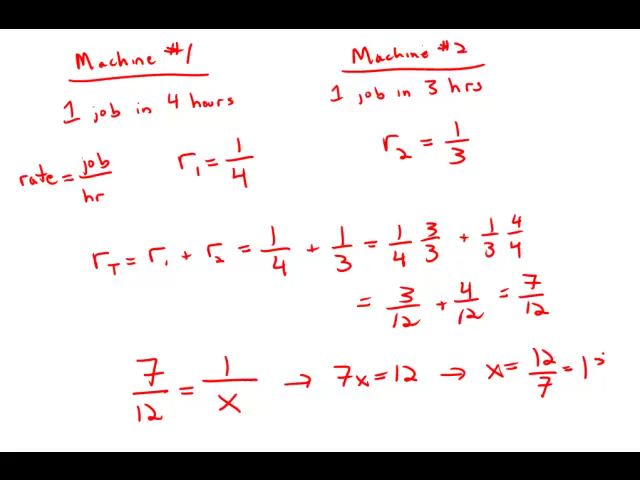 Machine #1
Machine #2
1 job in 4 hours
1 job in 3 hrs
rate = job/hr
r₁ = 1/4
r₂ = 1/3
r_T = r₁ + r₂ = 1/4 + 1/3 = 1/4 3/3 + 1/3 4/4
= 3/12 + 4/12 = 7/12
7/12 = 1/x → 7x = 12 → x = 12/7 = 1